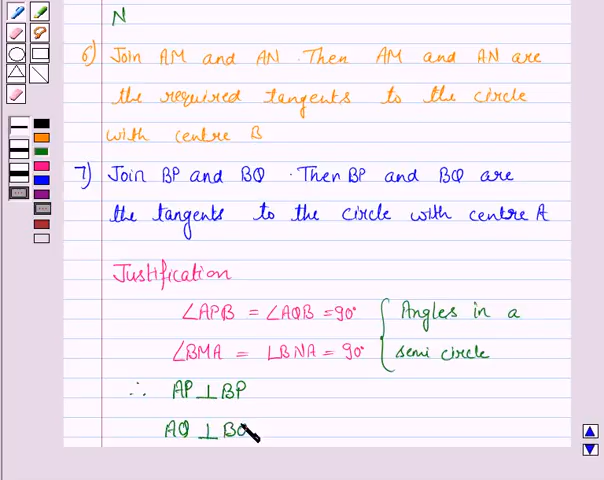 N
6) Join AM and AN. Then AM and AN are
the required tangents to the circle
with centre B
7) Join BP and BQ. Then BP and BQ are
the tangents to the circle with centre A
Justification
∠APB = ∠AQB = 90° { Angles in a
∠BMA = ∠BNA = 90° semi circle
∴ AP ⊥ BP
AQ ⊥ BQ